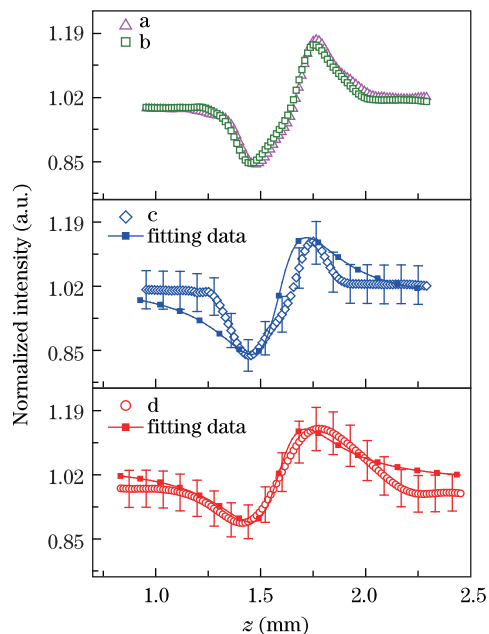 1.19
a
b
1.02
0.85
Normalized intensity (a.u.)
1.19
c
fitting data
1.02
0.85
1.19
d
fitting data
1.02
0.85
1.0 1.5 2.0 2.5
z (mm)